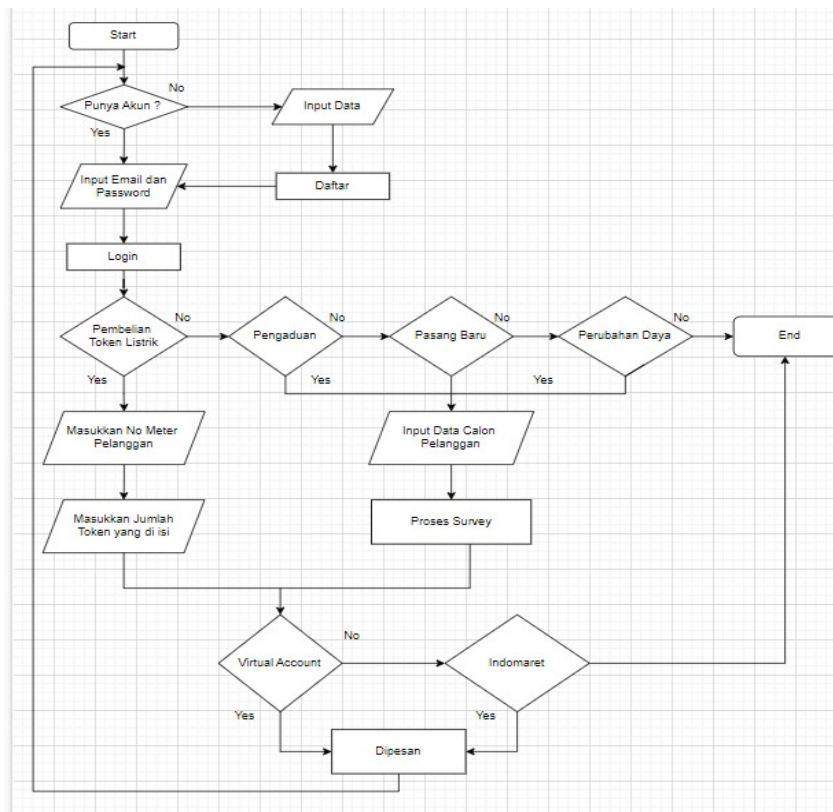 Start
No
Punya Akun ?
Input Data
Yes
Input Email dan
Password
Daftar
Login
No
No
No
No
Pembelian
Token Listrik
Pengaduan
Pasang Baru
Perubahan Daya
End
Yes
Yes
Yes
Masukkan No Meter
Pelanggan
Input Data Calon
Pelanggan
Masukkan Jumlah
Token yang di isi
Proses Survey
No
Virtual Account
Indomaret
Yes
Yes
Dipesan